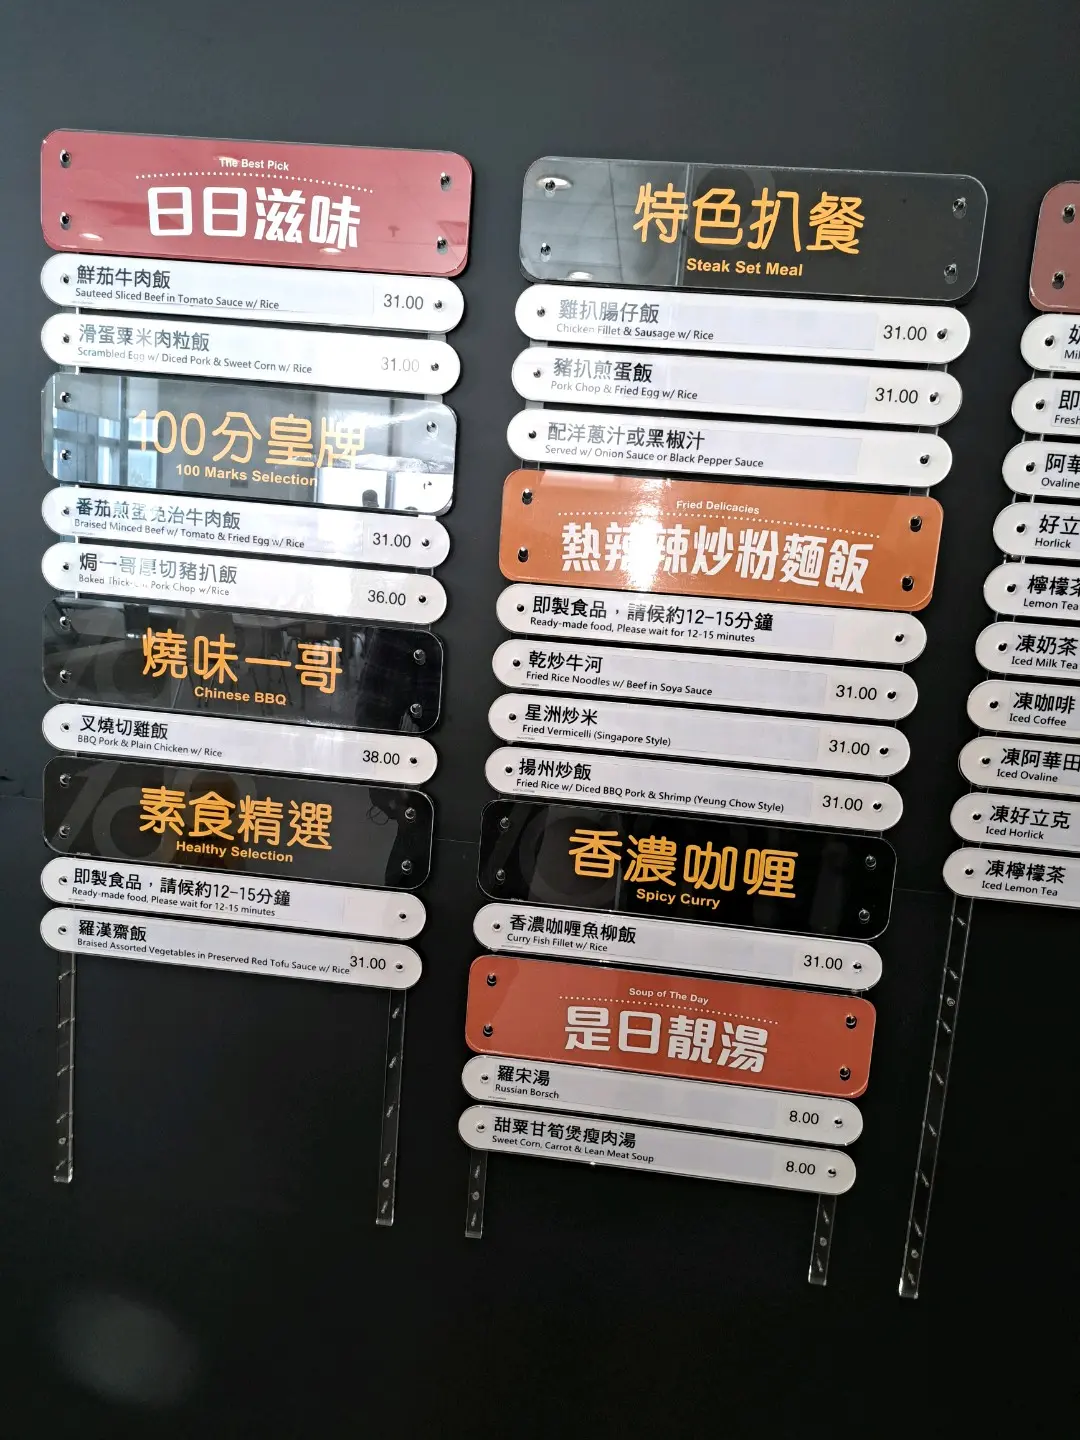 The Best Pick
日日滋味
鮮茄牛肉飯
Sauteed Sliced Beef in Tomato Sauce w/ Rice
31.00
滑蛋粟米肉粒飯
Scrambled Egg w/ Diced Pork & Sweet Corn w/ Rice
31.00
100分皇牌
100 Marks Selection
番茄煎蛋免治牛肉飯
Braised Minced Beef w/ Tomato & Fried Egg w/ Rice
31.00
焗一哥厚切豬扒飯
Baked Thick-Cut Pork Chop w/Rice
36.00
燒味一哥
Chinese BBQ
叉燒切雞飯
BBQ Pork & Plain Chicken w/ Rice
38.00
素食精選
Healthy Selection
即製食品，請候約12-15分鐘
Ready-made food, Please wait for 12-15 minutes
羅漢齋飯
Braised Assorted Vegetables in Preserved Red Tofu Sauce w/ Rice
31.00
特色扒餐
Steak Set Meal
雞扒腸仔飯
Chicken Fillet & Sausage w/ Rice
31.00
豬扒煎蛋飯
Pork Chop & Fried Egg w/ Rice
31.00
配洋蔥汁或黑椒汁
Served w/ Onion Sauce or Black Pepper Sauce
Fried Delicacies
熱辣辣炒粉麵飯
即製食品，請候約12-15分鐘
Ready-made food, Please wait for 12-15 minutes
乾炒牛河
Fried Rice Noodles w/ Beef in Soya Sauce
31.00
星洲炒米
Fried Vermicelli (Singapore Style)
31.00
揚州炒飯
Fried Rice w/ Diced BBQ Pork & Shrimp (Yeung Chow Style)
31.00
香濃咖喱
Spicy Curry
香濃咖喱魚柳飯
Curry Fish Fillet w/ Rice
31.00
Soup of The Day
是日靚湯
羅宋湯
Russian Borsch
8.00
甜粟甘筍煲瘦肉湯
Sweet Corn, Carrot & Lean Meat Soup
8.00
奶
Mil
即
Fresh
阿華
Ovaline
好立
Horlick
檸檬茶
Lemon Tea
凍奶茶
Iced Milk Tea
凍咖啡
Iced Coffee
凍阿華田
Iced Ovaline
凍好立克
Iced Horlick
凍檸檬茶
Iced Lemon Tea